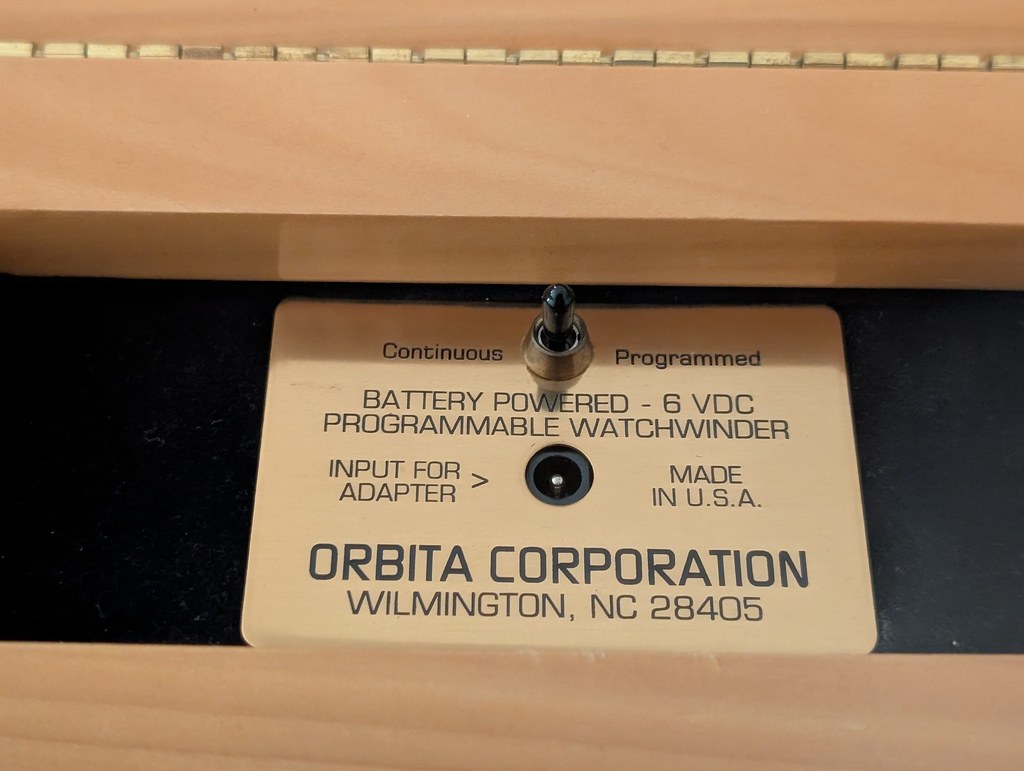 Continuous Programmed
BATTERY POWERED - 6 VDC
PROGRAMMABLE WATCHWINDER
INPUT FOR ADAPTER >
MADE IN U.S.A.
ORBITA CORPORATION
WILMINGTON, NC 28405